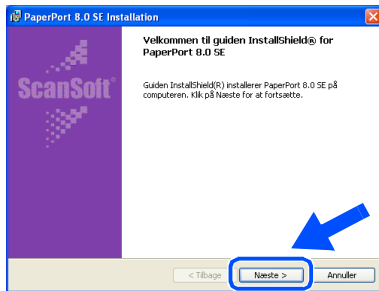 PaperPort 8.0 SE Installation
Velkommen til guiden InstallShield® for
PaperPort 8.0 SE
ScanSoft®
Guiden InstallShield(R) installerer PaperPort 8.0 SE på
computeren. Klik på Næste for at fortsætte.
< Tilbage Næste > Annuller